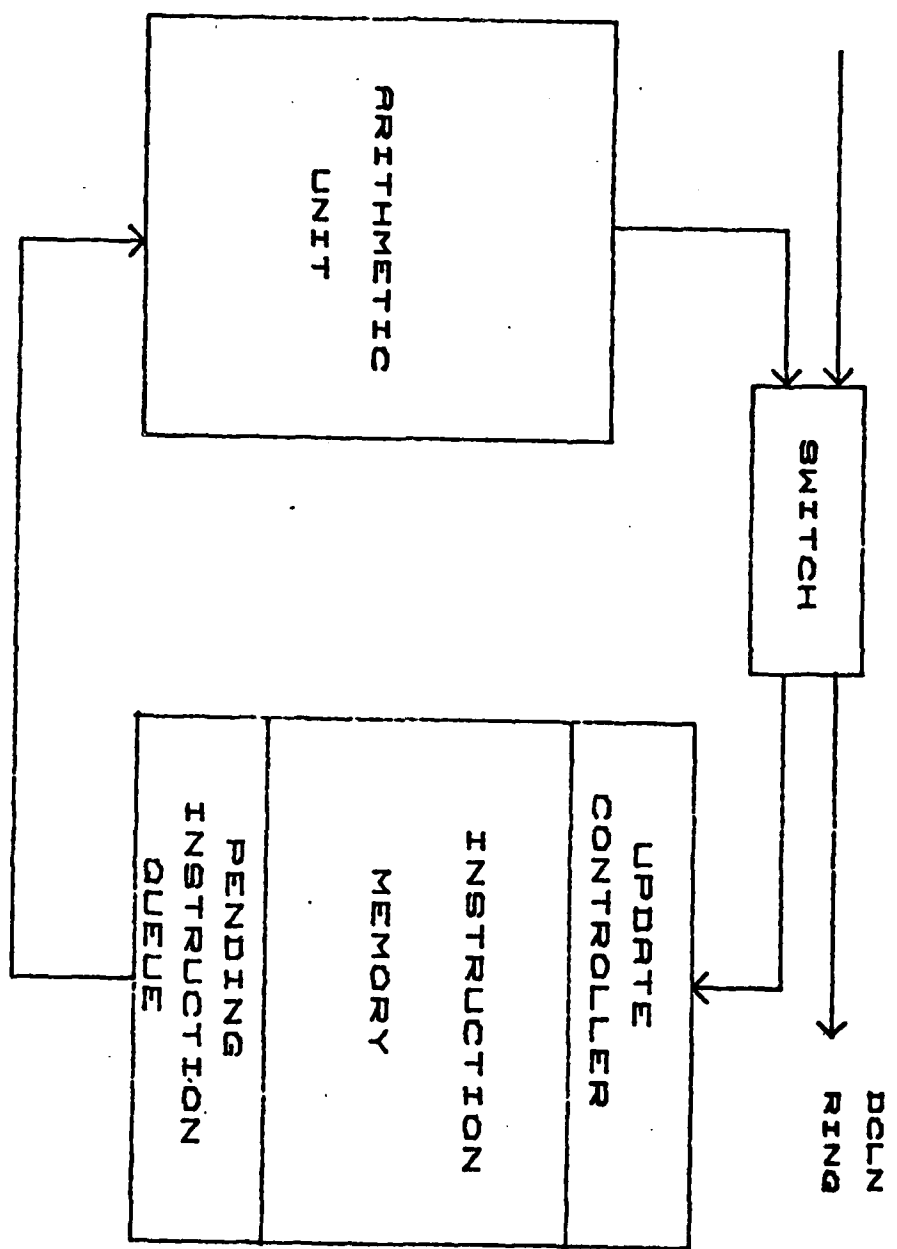 DCLN
RING
SWITCH
ARITHMETIC
UNIT
UPDATE
CONTROLLER
INSTRUCTION
MEMORY
PENDING
INSTRUCTION
QUEUE